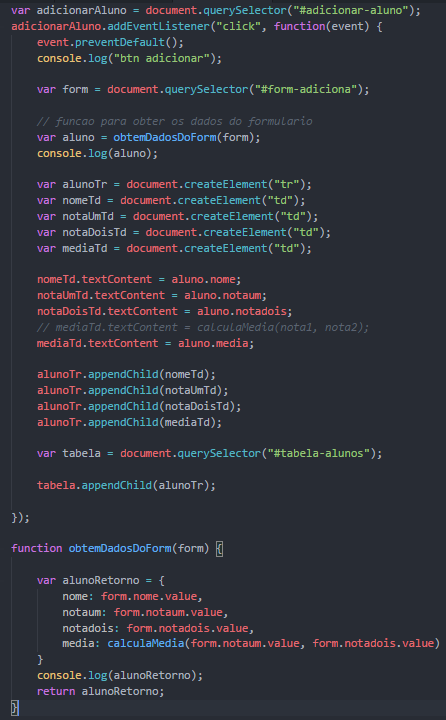 var adicionarAluno = document.querySelector("#adicionar-aluno");
adicionarAluno.addEventListener("click", function(event) {
    event.preventDefault();
    console.log("btn adicionar");

    var form = document.querySelector("#form-adiciona");

    // funcao para obter os dados do formulario
    var aluno = obtemDadosDoForm(form);
    console.log(aluno);

    var alunoTr = document.createElement("tr");
    var nomeTd = document.createElement("td");
    var notaUmTd = document.createElement("td");
    var notaDoisTd = document.createElement("td");
    var mediaTd = document.createElement("td");

    nomeTd.textContent = aluno.nome;
    notaUmTd.textContent = aluno.notaum;
    notaDoisTd.textContent = aluno.notadois;
    // mediaTd.textContent = calculaMedia(nota1, nota2);
    mediaTd.textContent = aluno.media;

    alunoTr.appendChild(nomeTd);
    alunoTr.appendChild(notaUmTd);
    alunoTr.appendChild(notaDoisTd);
    alunoTr.appendChild(mediaTd);

    var tabela = document.querySelector("#tabela-alunos");

    tabela.appendChild(alunoTr);

});

function obtemDadosDoForm(form) {

    var alunoRetorno = {
        nome: form.nome.value,
        notaum: form.notaum.value,
        notadois: form.notadois.value,
        media: calculaMedia(form.notaum.value, form.notadois.value)
    }
    console.log(alunoRetorno);
    return alunoRetorno;
}